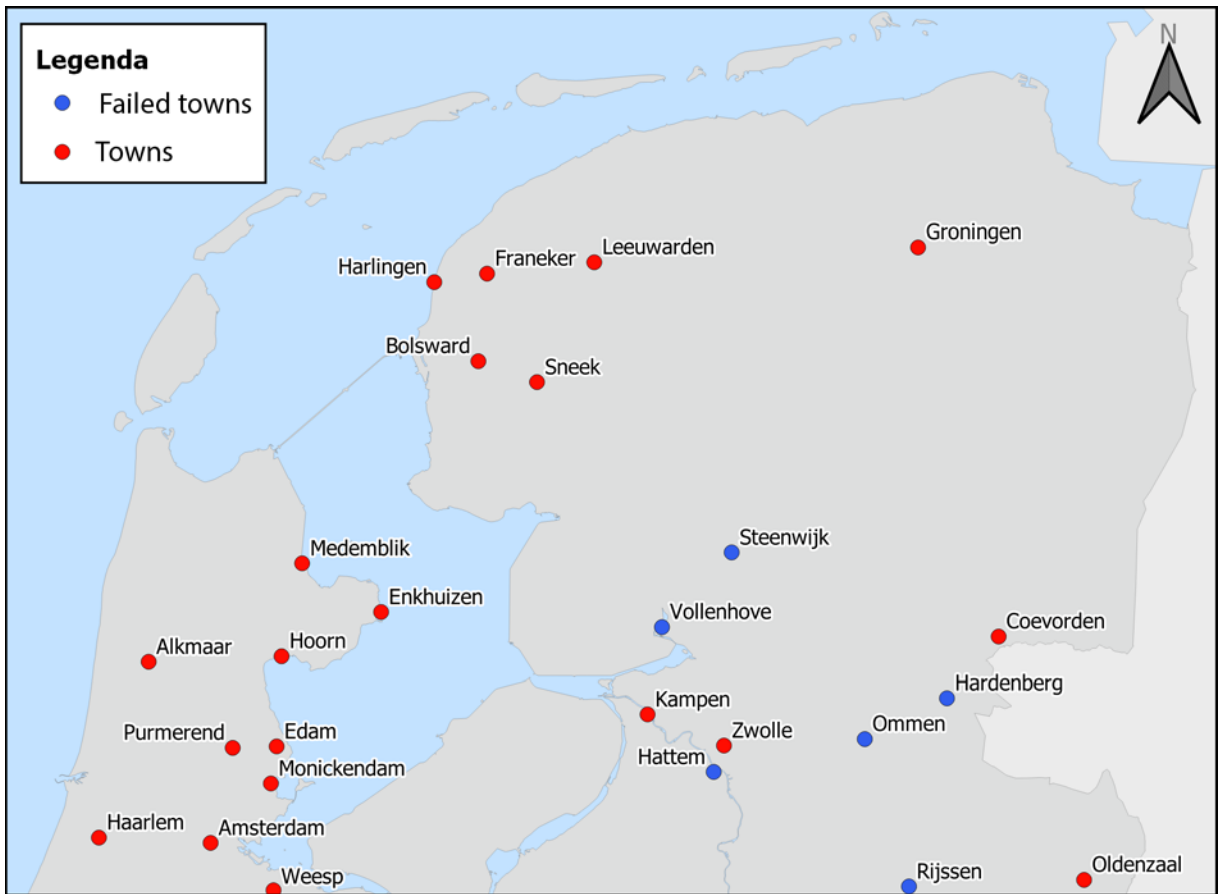 N
Legenda
Failed towns
Towns
Groningen
Leeuwarden
Franeker
Harlingen
Bolsward
Sneek
Steenwijk
Medemblik
Enkhuizen
Vollenhove
Coevorden
Hoorn
Alkmaar
Hardenberg
Kampen
Ommen
Zwolle
Purmerend
Edam
Hattem
Monickendam
Haarlem
Amsterdam
Oldenzaal
Rijssen
Weesp